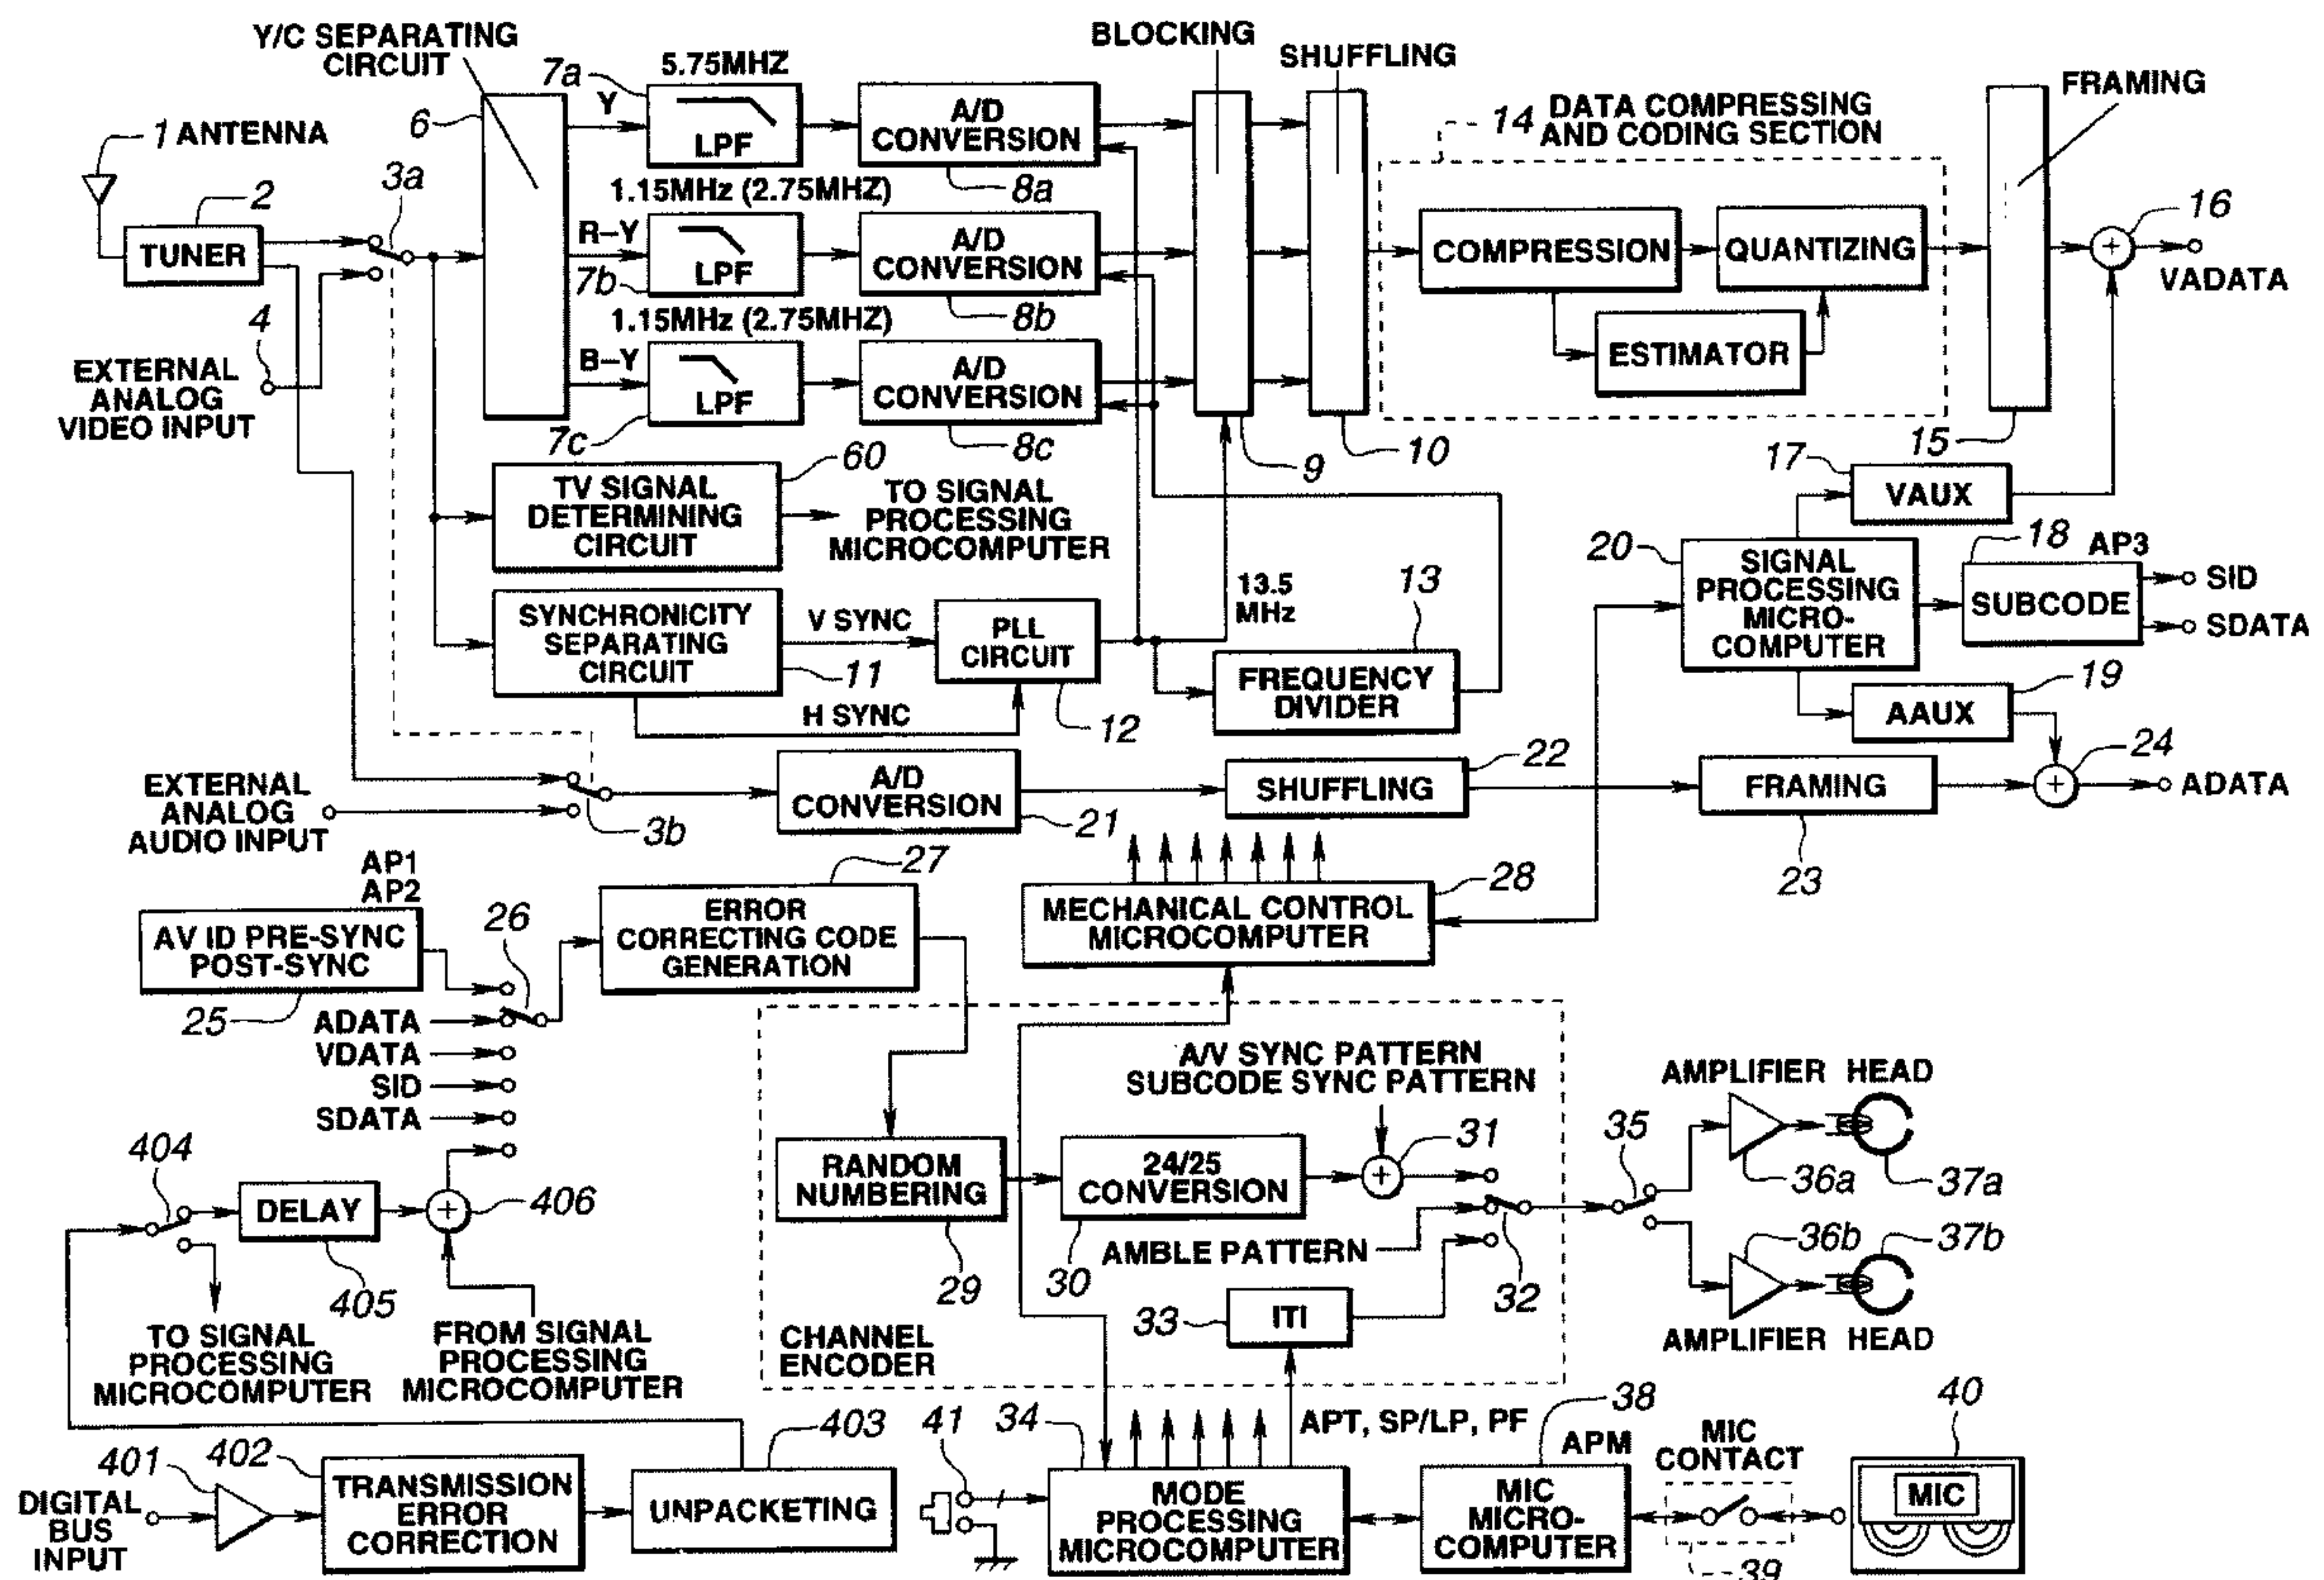 Y/C SEPARATING
CIRCUIT
7a
5.75MHZ
BLOCKING
SHUFFLING
FRAMING
6
Y
LPF
A/D
CONVERSION
8a
14 DATA COMPRESSING
AND CODING SECTION
1 ANTENNA
2
3a
TUNER
1.15MHz (2.75MHZ)
R–Y
7b
LPF
A/D
CONVERSION
8b
COMPRESSION
QUANTIZING
ESTIMATOR
16
VADATA
4
EXTERNAL
ANALOG
VIDEO INPUT
1.15MHz (2.75MHZ)
B–Y
7c
LPF
A/D
CONVERSION
8c
9
10
15
60
TV SIGNAL
DETERMINING
CIRCUIT
TO SIGNAL
PROCESSING
MICROCOMPUTER
17
VAUX
20
SIGNAL
PROCESSING
MICRO-
COMPUTER
18
AP3
SUBCODE
SID
SDATA
SYNCHRONICITY
SEPARATING
CIRCUIT
11
V SYNC
H SYNC
PLL
CIRCUIT
12
13.5
MHz
13
FREQUENCY
DIVIDER
19
AAUX
24
ADATA
EXTERNAL
ANALOG
AUDIO INPUT
3b
A/D
CONVERSION
21
SHUFFLING
22
FRAMING
23
AP1
AP2
AV ID PRE-SYNC
POST-SYNC
25
26
27
ERROR
CORRECTING CODE
GENERATION
MECHANICAL CONTROL
MICROCOMPUTER
28
ADATA
VDATA
SID
SDATA
A/V SYNC PATTERN
SUBCODE SYNC PATTERN
AMPLIFIER HEAD
404
DELAY
405
406
RANDOM
NUMBERING
29
24/25
CONVERSION
30
31
35
36a
37a
AMBLE PATTERN
32
36b
37b
33
ITI
AMPLIFIER HEAD
TO SIGNAL
PROCESSING
MICROCOMPUTER
FROM SIGNAL
PROCESSING
MICROCOMPUTER
CHANNEL
ENCODER
401
402
403
41
34
APT, SP/LP, PF
38
APM
MIC
CONTACT
40
DIGITAL
BUS
INPUT
TRANSMISSION
ERROR
CORRECTION
UNPACKETING
MODE
PROCESSING
MICROCOMPUTER
MIC
MICRO-
COMPUTER
MIC
39